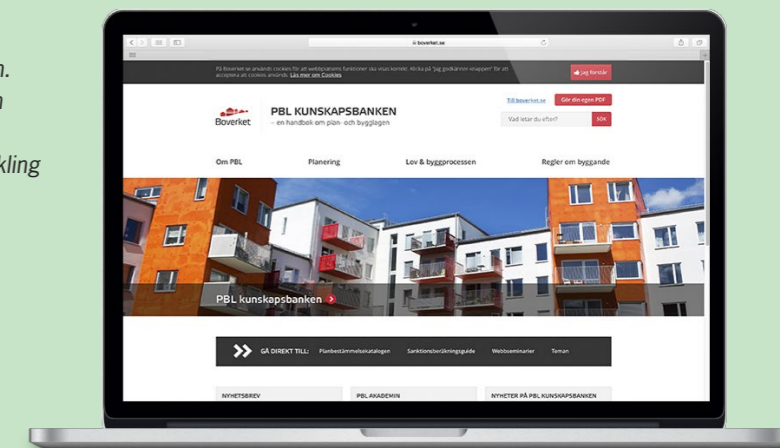 n.
n
kling
boverket.se
På Boverket.se används cookies för att webbplatsens funktioner ska visas korrekt. Klicka på "Jag godkänner-knappen" för att
acceptera att cookies används. Läs mer om Cookies
Jag förstår
Boverket
PBL KUNSKAPSBANKEN
– en handbok om plan- och bygglagen
Till boverket.se
Gör din egen PDF
Vad letar du efter?
SÖK
Om PBL
Planering
Lov & byggprocessen
Regler om byggande
PBL kunskapsbanken
GÅ DIREKT TILL: Planbestämmelsekatalogen Sanktionsberäkningsguide Webbseminarier Teman
NYHETSBREV
PBL AKADEMIN
NYHETER PÅ PBL KUNSKAPSBANKEN